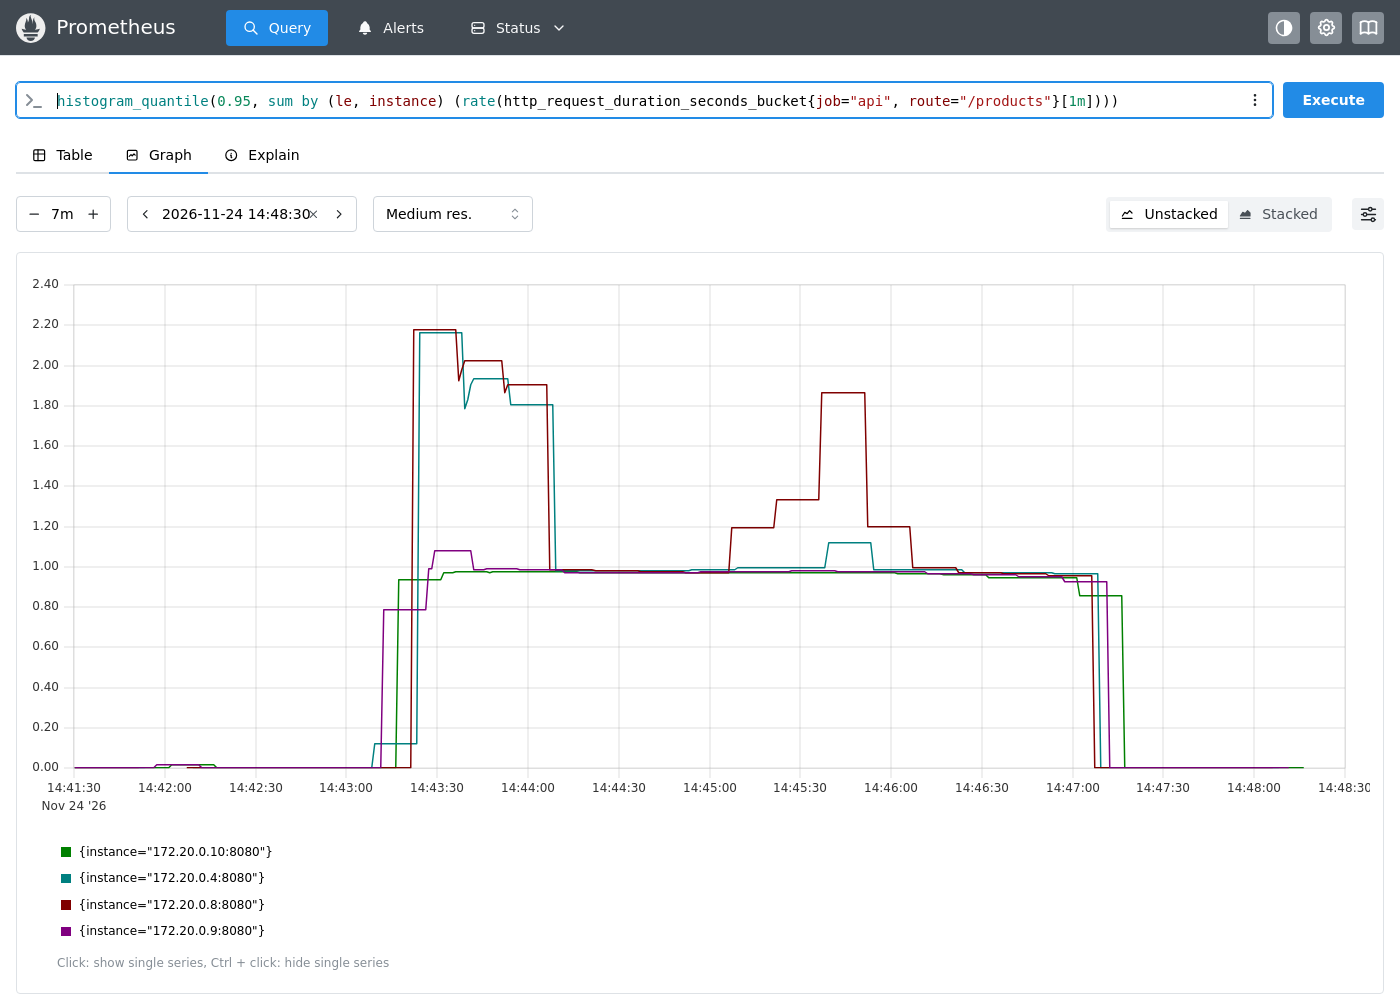 Prometheus
Query
Alerts
Status
histogram_quantile(0.95, sum by (le, instance) (rate(http_request_duration_seconds_bucket{job="api", route="/products"}[1m])))
Execute
Table
Graph
Explain
7m
2026-11-24 14:48:30
Medium res.
Unstacked
Stacked
2.40
2.20
2.00
1.80
1.60
1.40
1.20
1.00
0.80
0.60
0.40
0.20
0.00
14:41:30 14:42:00 14:42:30 14:43:00 14:43:30 14:44:00 14:44:30 14:45:00 14:45:30 14:46:00 14:46:30 14:47:00 14:47:30 14:48:00 14:48:30
Nov 24 '26
{instance="172.20.0.10:8080"}
{instance="172.20.0.4:8080"}
{instance="172.20.0.8:8080"}
{instance="172.20.0.9:8080"}
Click: show single series, Ctrl + click: hide single series